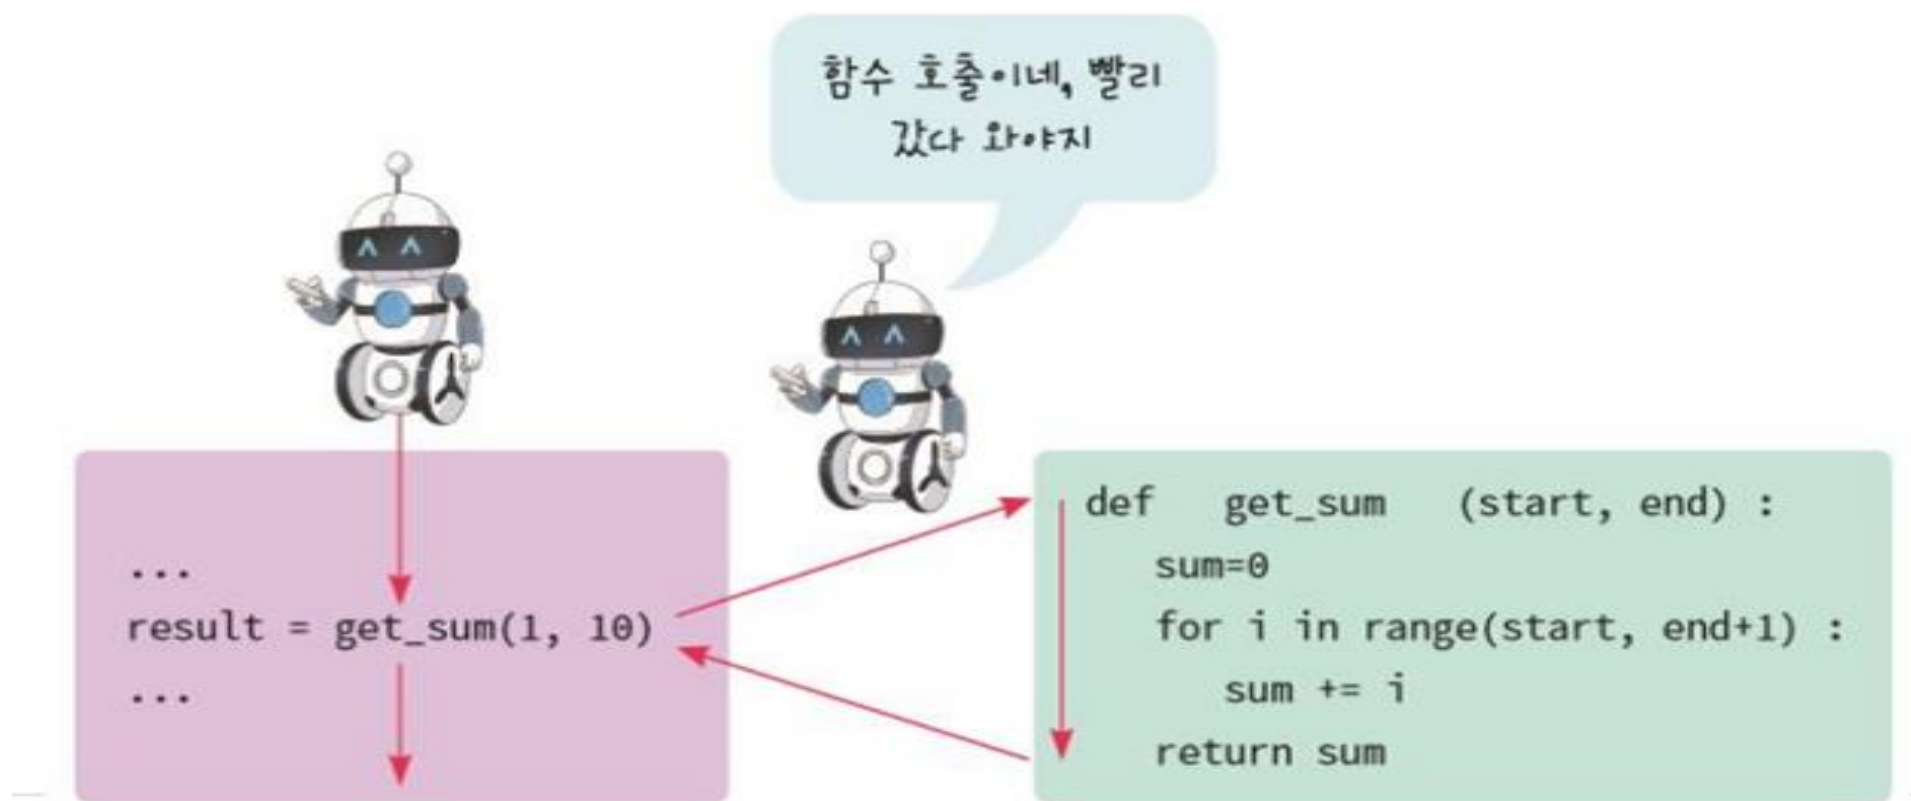 함수 호출이네, 빨리
갔다 와야지
...
result = get_sum(1, 10)
...
def get_sum (start, end) :
sum=0
for i in range(start, end+1) :
sum += i
return sum